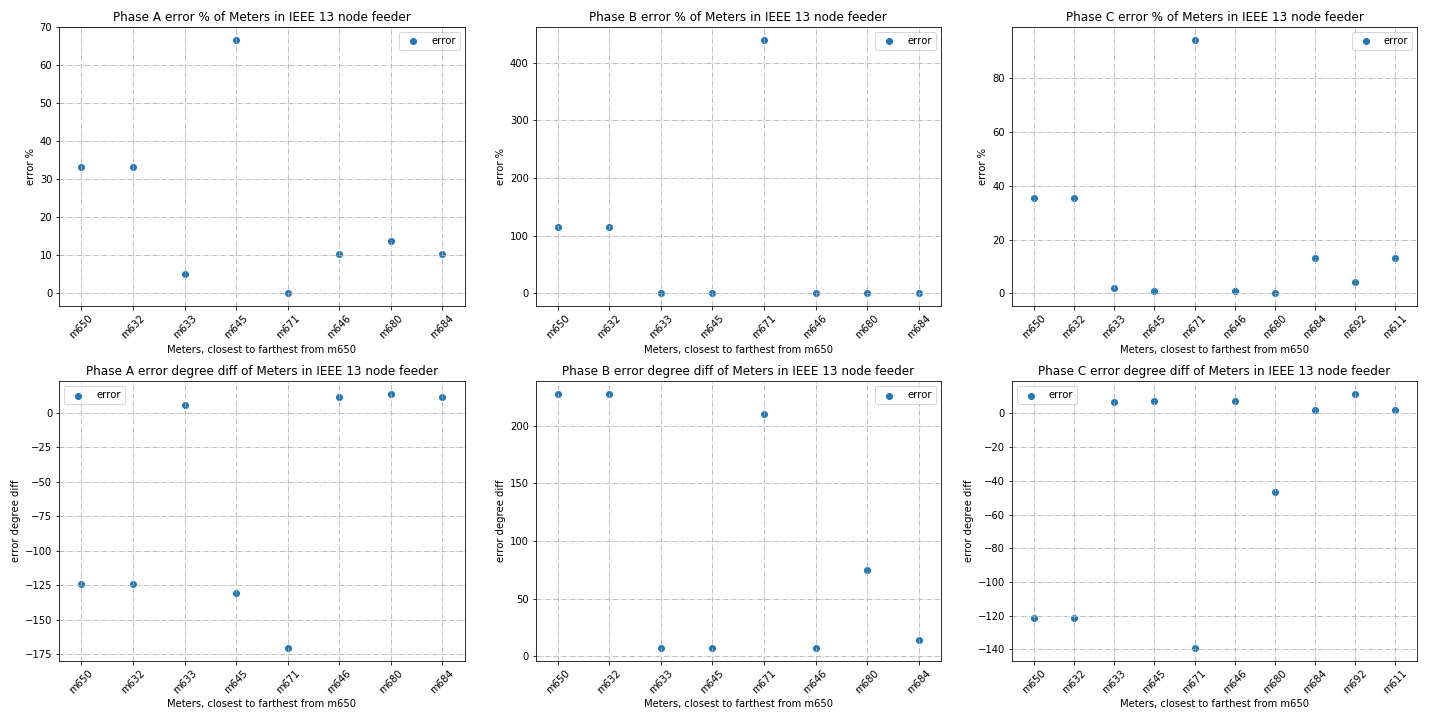 Phase A error % of Meters in IEEE 13 node feeder
error %
70
60
50
40
30
20
10
0
error
m650 m632 m633 m645 m671 m646 m680 m684
Meters, closest to farthest from m650
Phase B error % of Meters in IEEE 13 node feeder
error %
400
300
200
100
0
error
m650 m632 m633 m645 m671 m646 m680 m684
Meters, closest to farthest from m650
Phase C error % of Meters in IEEE 13 node feeder
error %
80
60
40
20
0
error
m650 m632 m633 m645 m671 m646 m680 m684 m692 m611
Meters, closest to farthest from m650
Phase A error degree diff of Meters in IEEE 13 node feeder
error degree diff
0
−25
−50
−75
−100
−125
−150
−175
error
m650 m632 m633 m645 m671 m646 m680 m684
Meters, closest to farthest from m650
Phase B error degree diff of Meters in IEEE 13 node feeder
error degree diff
200
150
100
50
0
error
m650 m632 m633 m645 m671 m646 m680 m684
Meters, closest to farthest from m650
Phase C error degree diff of Meters in IEEE 13 node feeder
error degree diff
0
−20
−40
−60
−80
−100
−120
−140
error
m650 m632 m633 m645 m671 m646 m680 m684 m692 m611
Meters, closest to farthest from m650